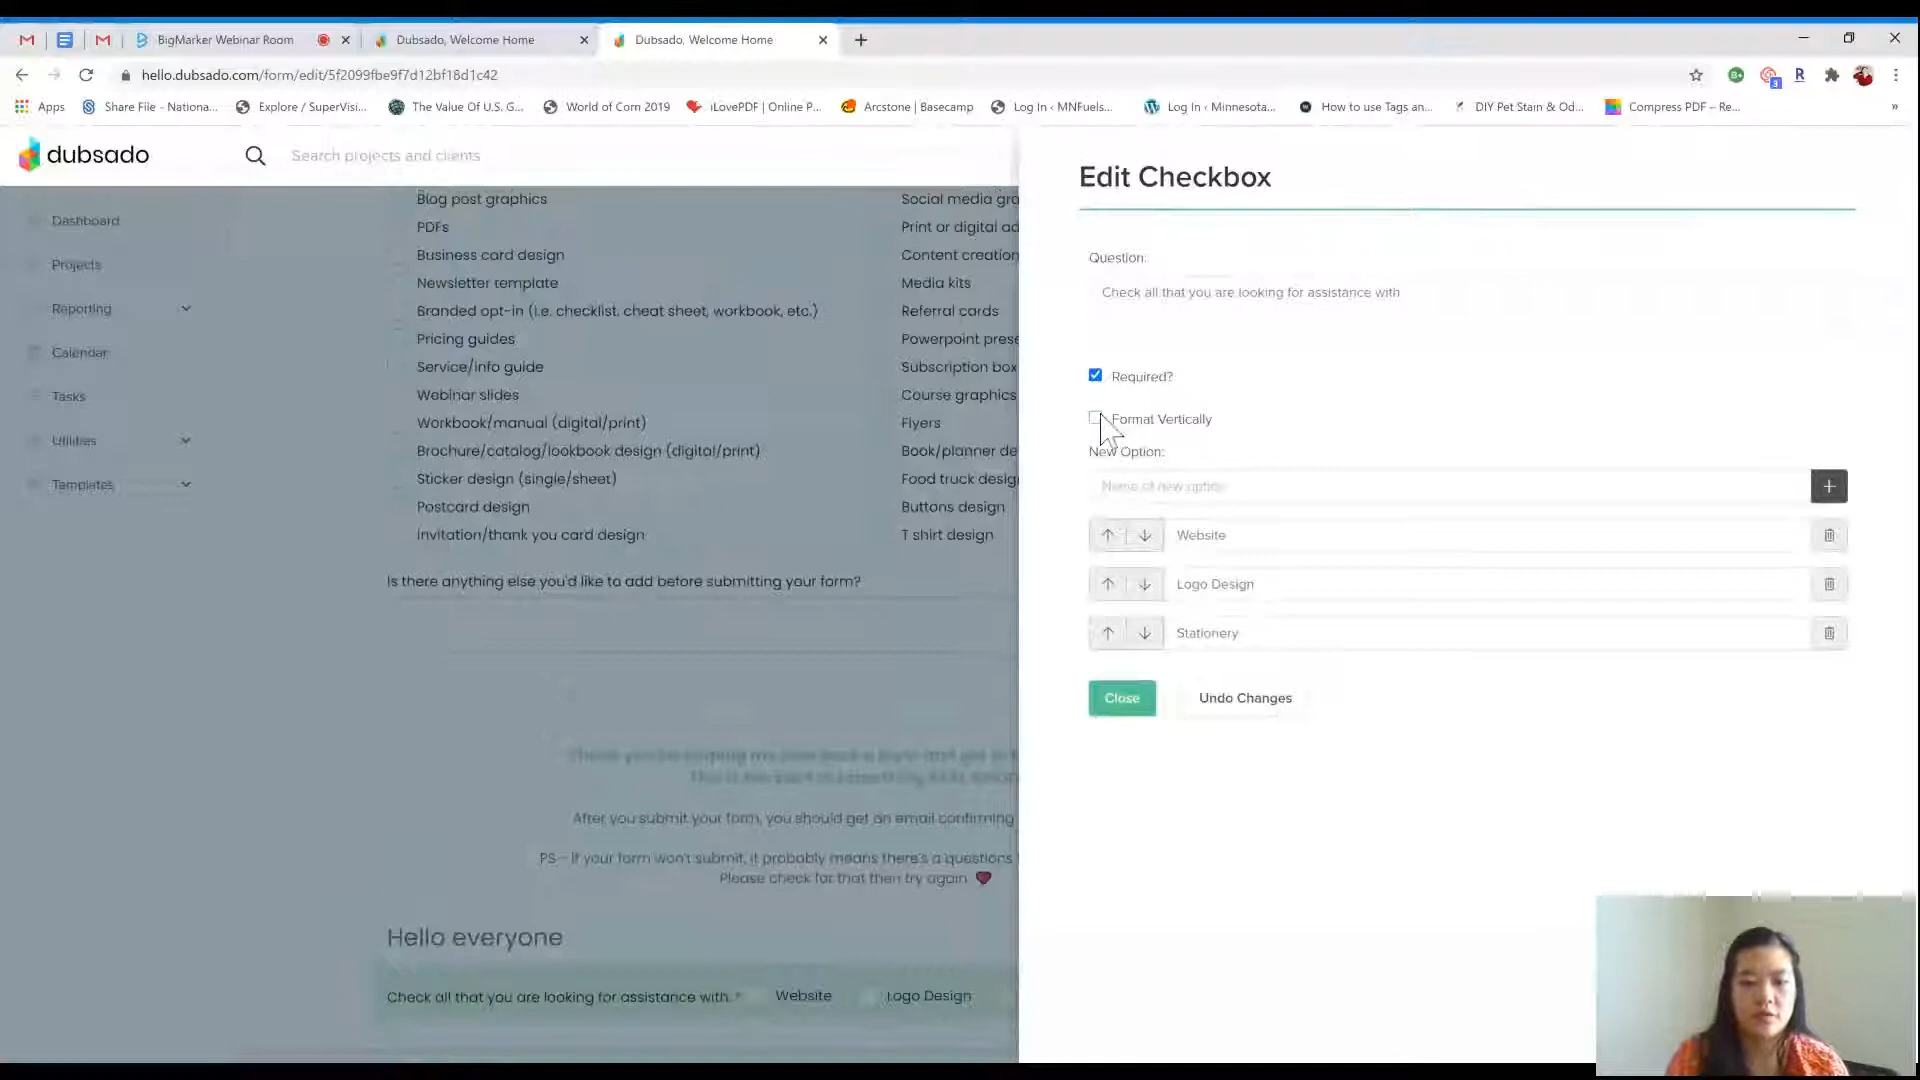 BigMarker Webinar Room
Dubsado, Welcome Home
Dubsado, Welcome Home
hello.dubsado.com/form/edit/5f2099fbe9f7d12bf18d1c42
3
R
Apps
Share File - Nationa...
Explore / SuperVisi...
The Value Of U.S. G...
World of Corn 2019
iLovePDF | Online P...
Arcstone | Basecamp
Log In ‹ MNFuels...
Log In ‹ Minnesota...
How to use Tags an...
DIY Pet Stain & Od...
Compress PDF – Re...
»
dubsado
Search projects and clients
Dashboard
Projects
Reporting
Calendar
Tasks
Utilities
Templates
Blog post graphics
PDFs
Business card design
Newsletter template
Branded opt-in (i.e. checklist, cheat sheet, workbook, etc.)
Pricing guides
Service/info guide
Webinar slides
Workbook/manual (digital/print)
Brochure/catalog/lookbook design (digital/print)
Sticker design (single/sheet)
Postcard design
Invitation/thank you card design
Social media gra
Print or digital ad
Content creation
Media kits
Referral cards
Powerpoint prese
Subscription box
Course graphics
Flyers
Book/planner de
Food truck desig
Buttons design
T shirt design
Is there anything else you'd like to add before submitting your form?
After you submit your form, you should get an email confirming
PS - If your form won't submit, it probably means there's a questions
Please check for that then try again.
Hello everyone
Check all that you are looking for assistance with. *
Website
Logo Design
Edit Checkbox
Question:
Check all that you are looking for assistance with
Required?
Format Vertically
New Option:
Name of new option
Website
Logo Design
Stationery
Close
Undo Changes